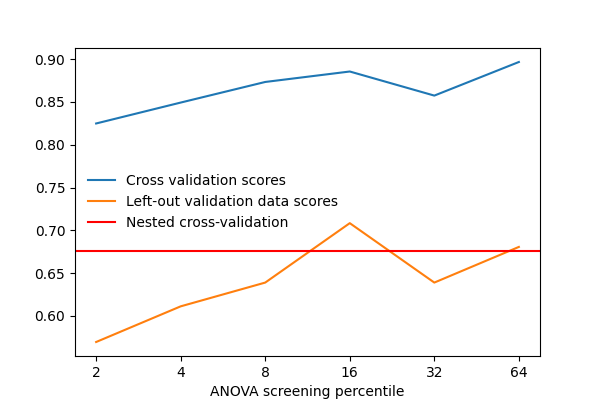 0.90
0.85
0.80
0.75
0.70
0.65
0.60
Cross validation scores
Left-out validation data scores
Nested cross-validation
2 4 8 16 32 64
ANOVA screening percentile